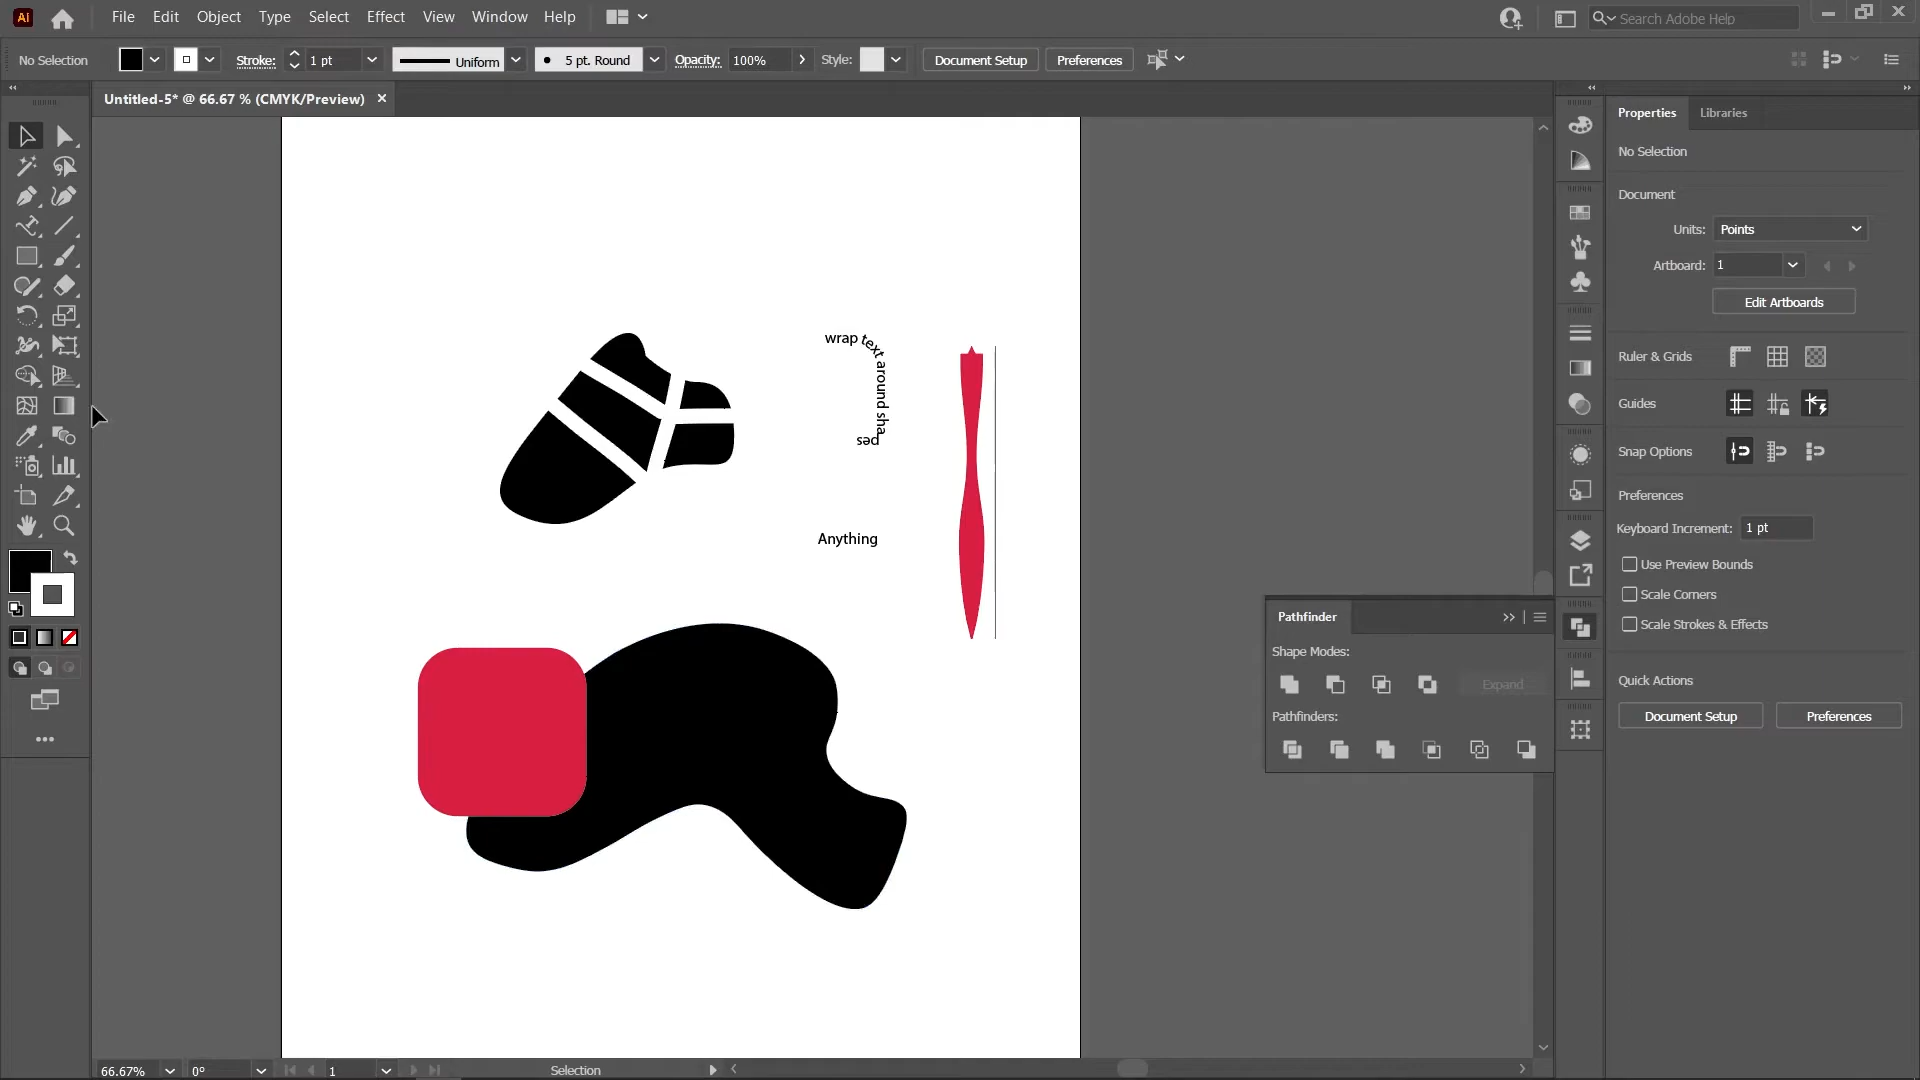 Ai File Edit Object Type Select Effect View Window Help Search Adobe Help
No Selection Stroke: 1 pt Uniform 5 pt. Round Opacity: 100% Style: Document Setup Preferences
Untitled-5* @ 66.67 % (CMYK/Preview)
Properties Libraries
No Selection
Document
Units: Points
Artboard: 1
Edit Artboards
Ruler & Grids
Guides
Snap Options
Preferences
Keyboard Increment: 1 pt
Use Preview Bounds
Scale Corners
Scale Strokes & Effects
Quick Actions
Document Setup Preferences
wrap text around shapes
Anything
Pathfinder
Shape Modes:
Expand
Pathfinders:
66.67% 0° 1 Selection